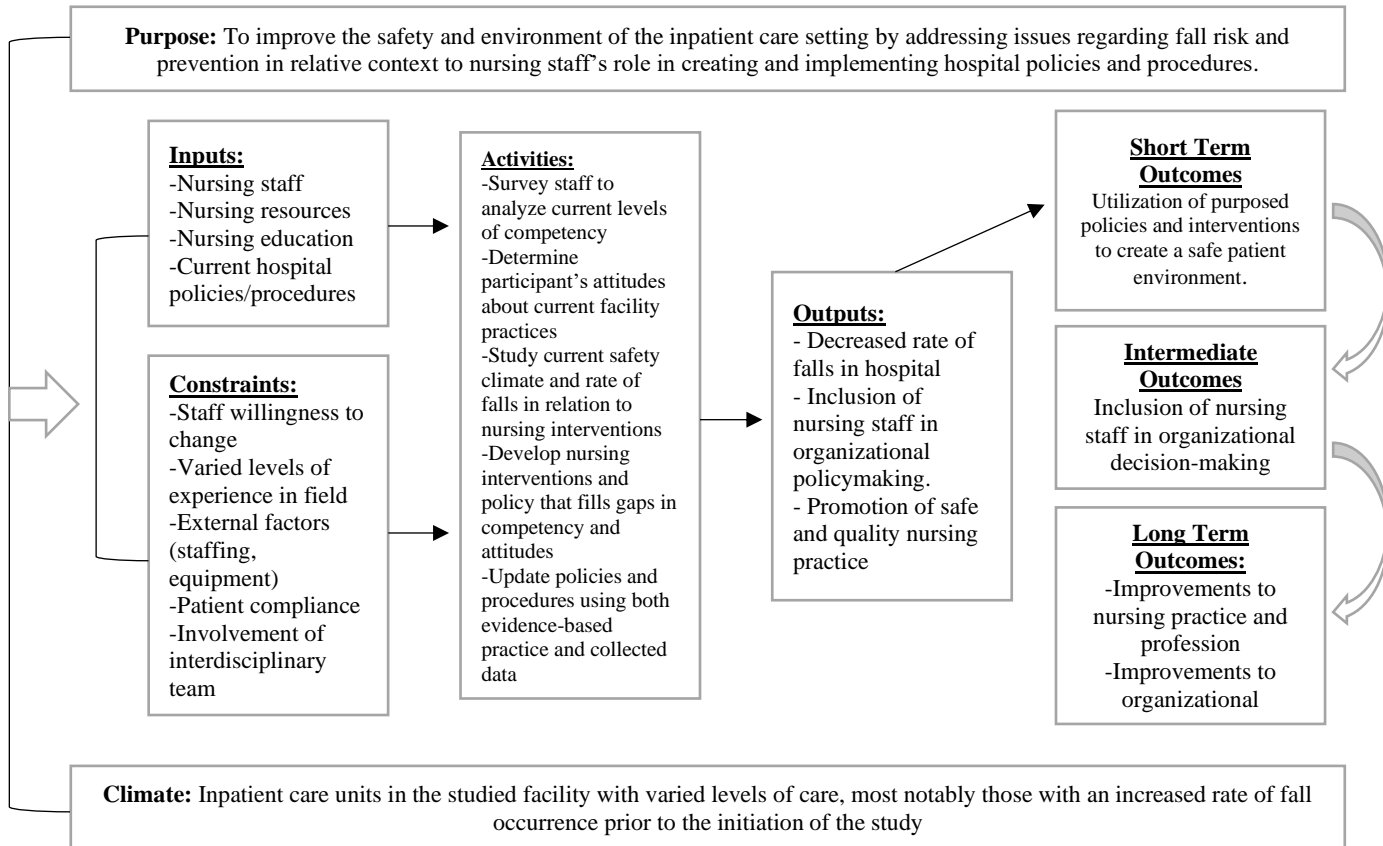 Purpose: To improve the safety and environment of the inpatient care setting by addressing issues regarding fall risk and
prevention in relative context to nursing staff's role in creating and implementing hospital policies and procedures.
Inputs:
-Nursing staff
-Nursing resources
-Nursing education
-Current hospital
policies/procedures
Constraints:
-Staff willingness to
change
-Varied levels of
experience in field
-External factors
(staffing,
equipment)
-Patient compliance
-Involvement of
interdisciplinary
team
Activities:
-Survey staff to
analyze current levels
of competency
-Determine
participant's attitudes
about current facility
practices
-Study current safety
climate and rate of
falls in relation to
nursing interventions
-Develop nursing
interventions and
policy that fills gaps in
competency and
attitudes
-Update policies and
procedures using both
evidence-based
practice and collected
data
Outputs:
- Decreased rate of
falls in hospital
- Inclusion of
nursing staff in
organizational
policymaking.
- Promotion of safe
and quality nursing
practice
Short Term
Outcomes
Utilization of purposed
policies and interventions
to create a safe patient
environment.
Intermediate
Outcomes
Inclusion of nursing
staff in organizational
decision-making
Long Term
Outcomes:
-Improvements to
nursing practice and
profession
-Improvements to
organizational
Climate: Inpatient care units in the studied facility with varied levels of care, most notably those with an increased rate of fall
occurrence prior to the initiation of the study